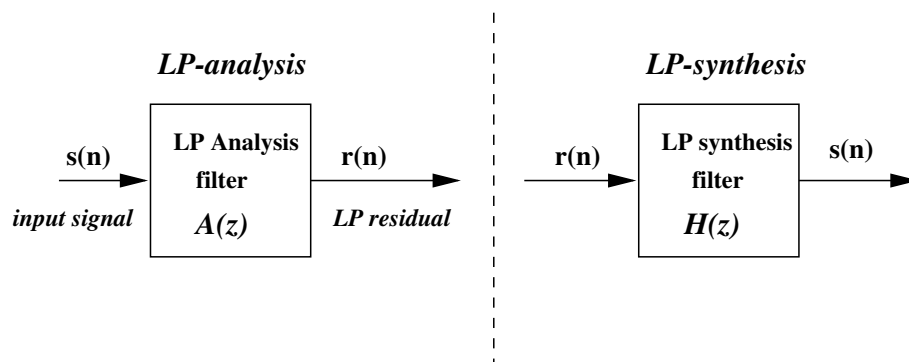 LP-analysis
s(n)
input signal
LP Analysis
filter
A(z)
r(n)
LP residual
LP-synthesis
r(n)
LP synthesis
filter
H(z)
s(n)